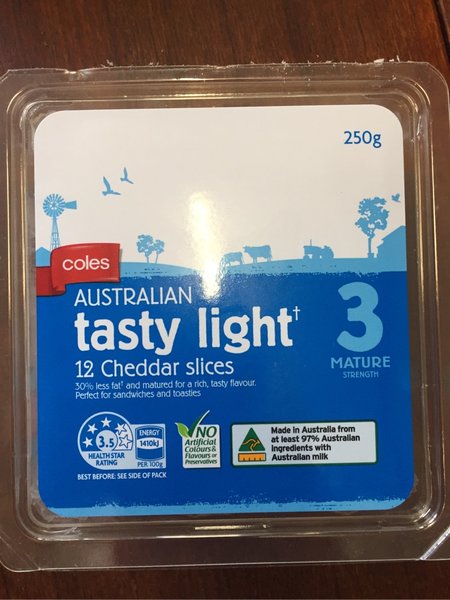 250g
coles
AUSTRALIAN
tasty light†
12 Cheddar slices
30% less fat† and matured for a rich, tasty flavour.
Perfect for sandwiches and toasties
3
MATURE
STRENGTH
3.5
HEALTH STAR
RATING
ENERGY
1410kJ
PER 100g
NO
Artificial
Colours &
Flavours or
Preservatives
Made in Australia from
at least 97% Australian
ingredients with
Australian milk
BEST BEFORE: SEE SIDE OF PACK